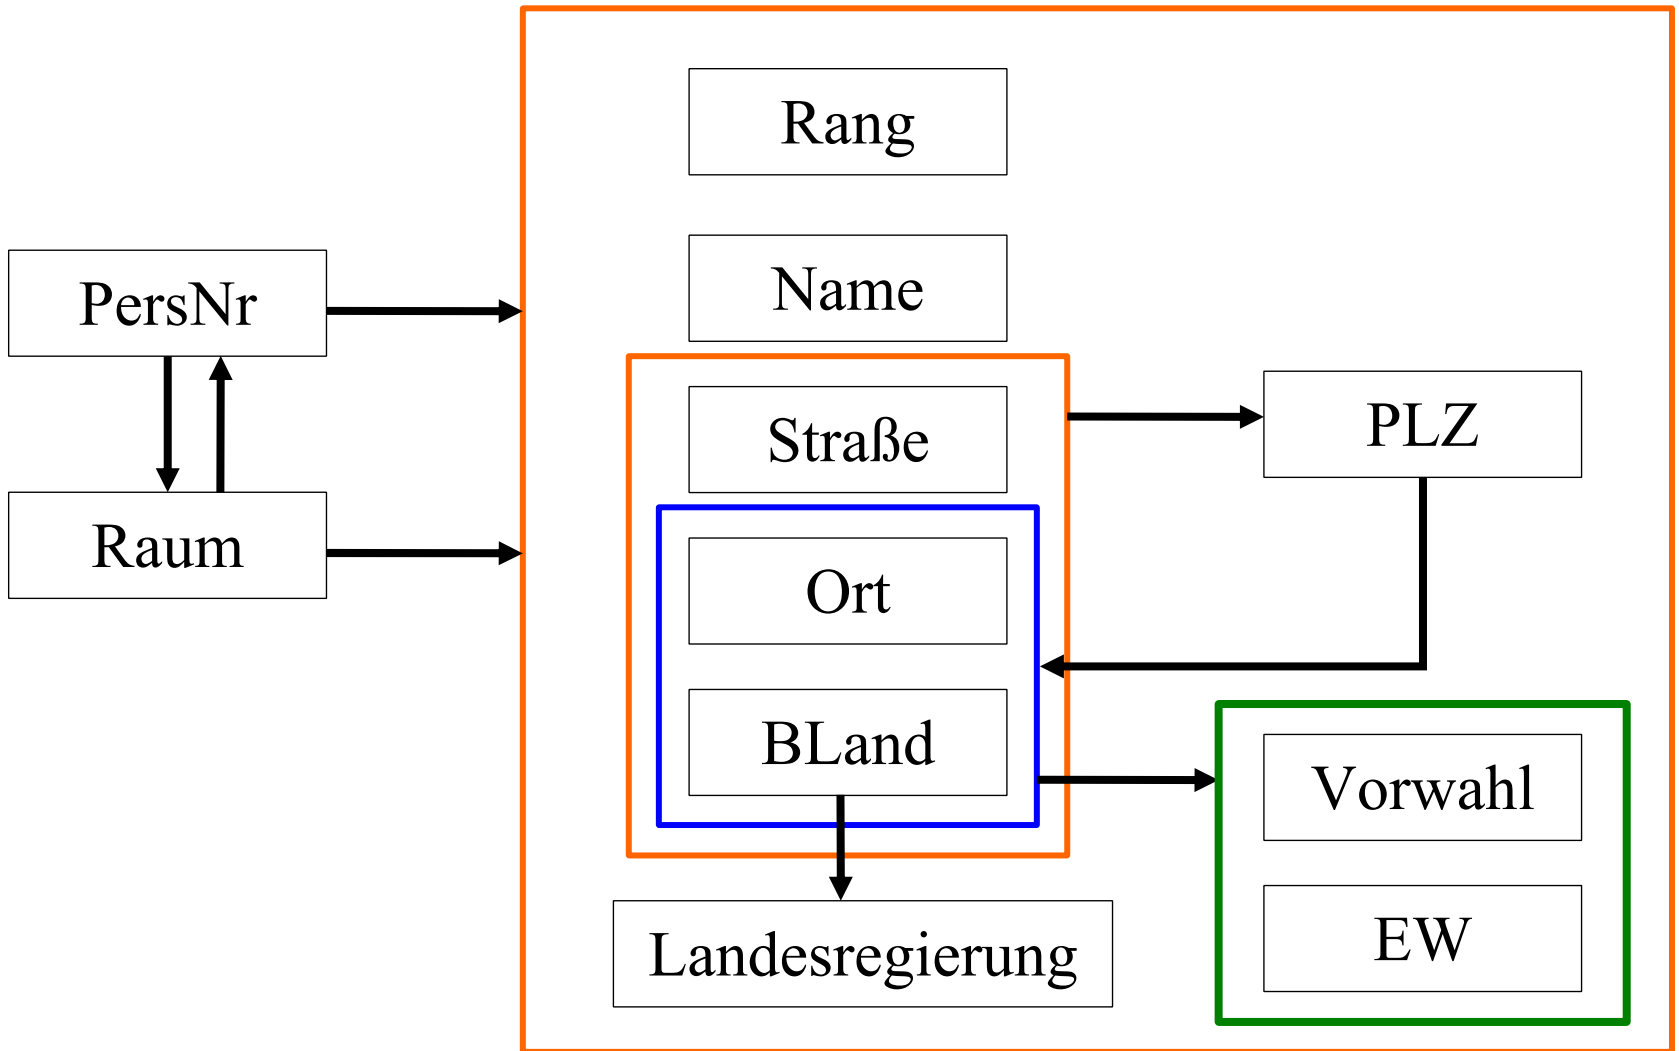 Rang
Name
PersNr
Straße
PLZ
Raum
Ort
BLand
Vorwahl
EW
Landesregierung